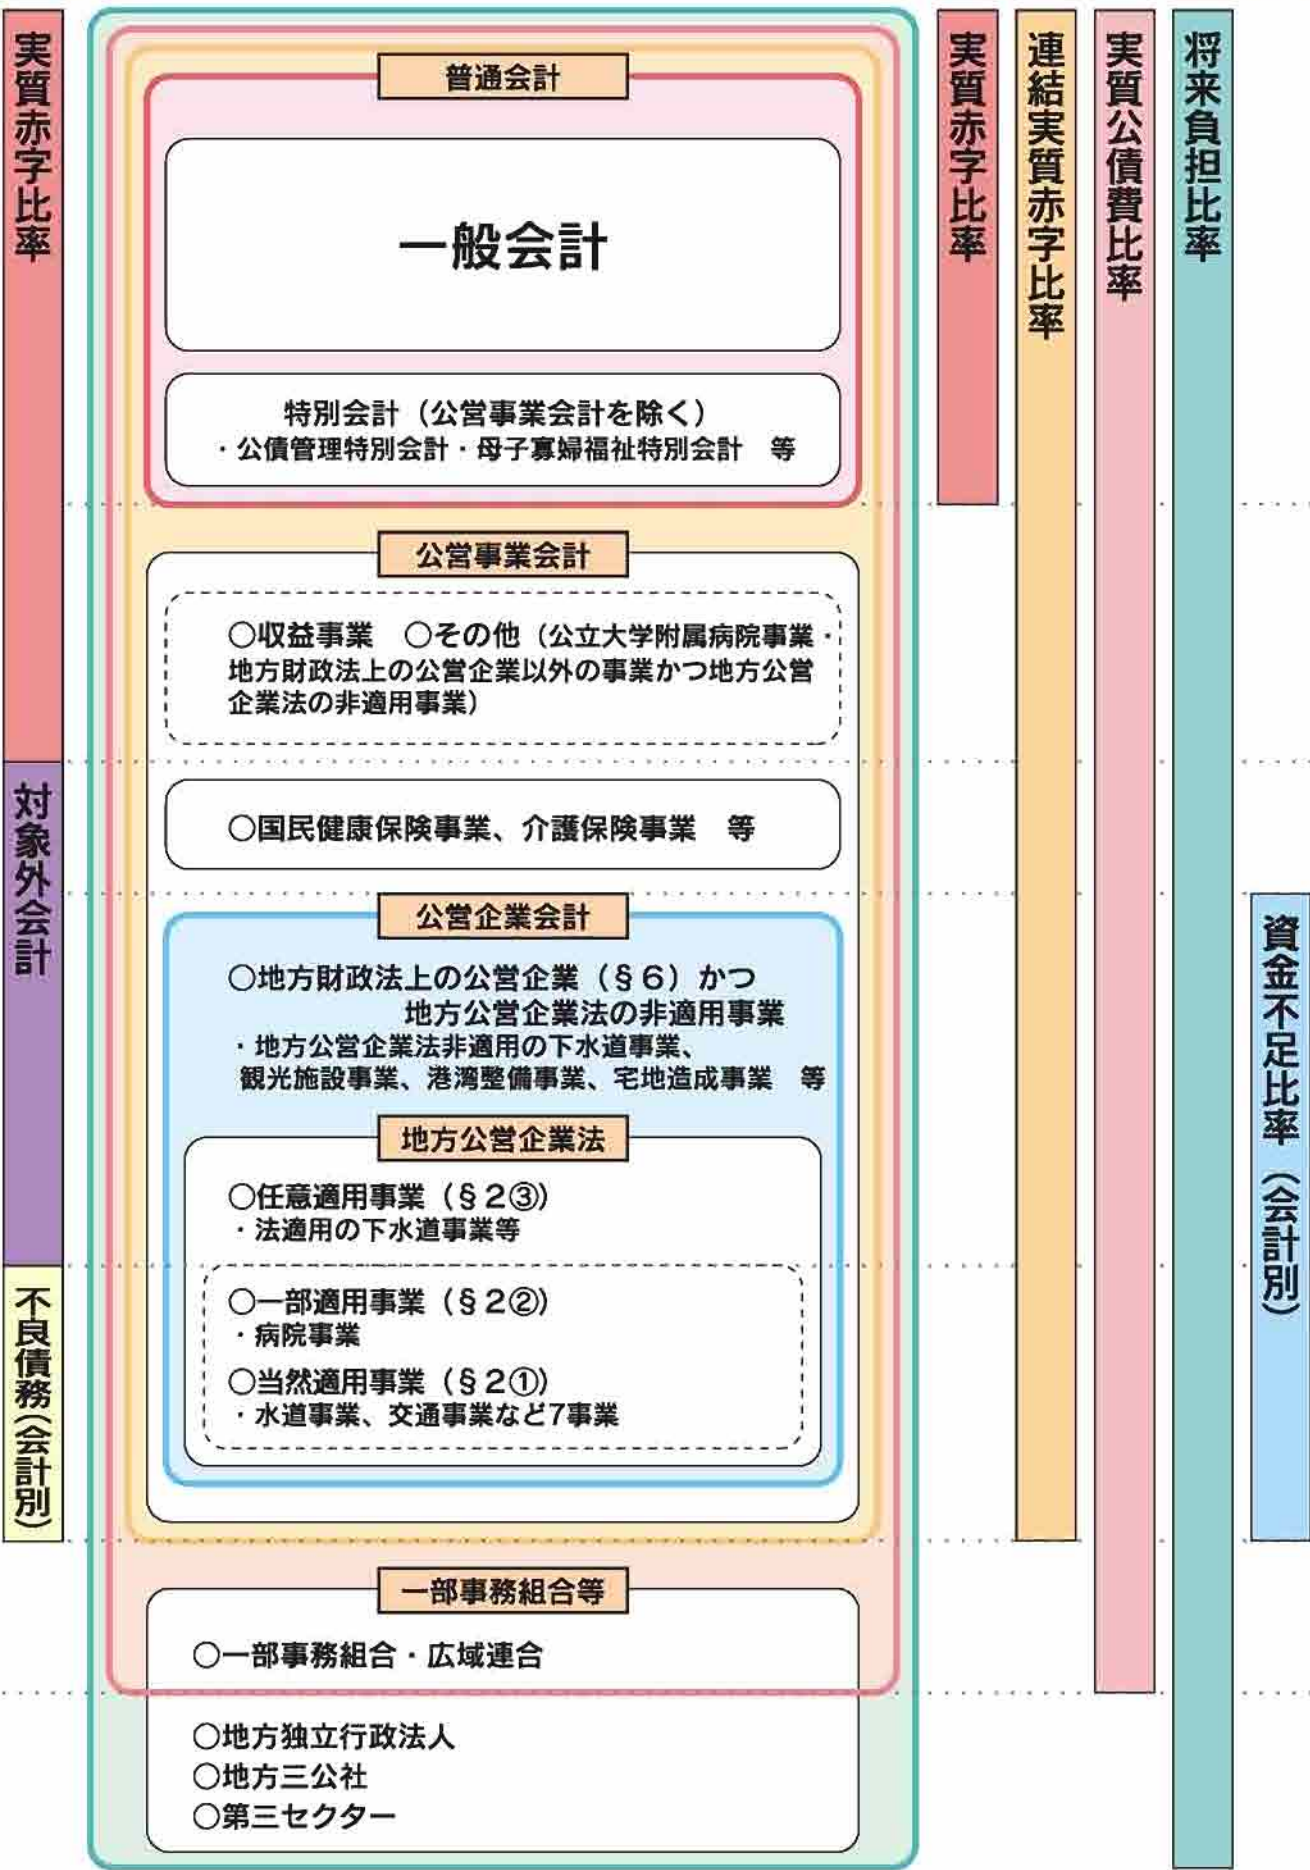 実質赤字比率
対象外会計
不良債務(会計別)
普通会計
一般会計
特別会計(公営事業会計を除く)
・公債管理特別会計・母子寡婦福祉特別会計 等
公営事業会計
○収益事業 ○その他(公立大学附属病院事業・
地方財政法上の公営企業以外の事業かつ地方公営
企業法の非適用事業)
○国民健康保険事業、介護保険事業 等
公営企業会計
○地方財政法上の公営企業(§6)かつ
地方公営企業法の非適用事業
・地方公営企業法非適用の下水道事業、
観光施設事業、港湾整備事業、宅地造成事業 等
地方公営企業法
○任意適用事業(§2③)
・法適用の下水道事業等
○一部適用事業(§2②)
・病院事業
○当然適用事業(§2①)
・水道事業、交通事業など7事業
一部事務組合等
○一部事務組合・広域連合
○地方独立行政法人
○地方三公社
○第三セクター
実質赤字比率
連結実質赤字比率
実質公債費比率
将来負担比率
資金不足比率(会計別)